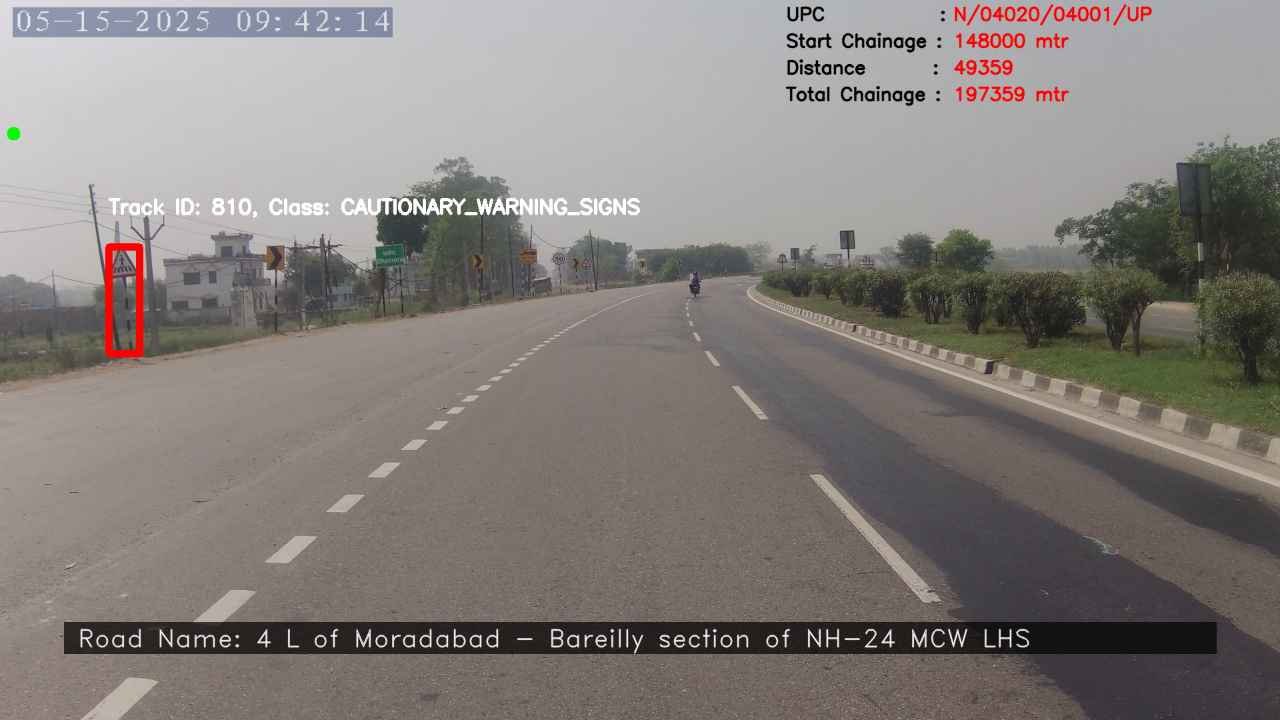 05-15-2025 09:42:14
UPC : N/04020/04001/UP
Start Chainage : 148000 mtr
Distance : 49359
Total Chainage : 197359 mtr
Track ID: 810, Class: CAUTIONARY_WARNING_SIGNS
Road Name: 4 L of Moradabad - Bareilly section of NH-24 MCW LHS